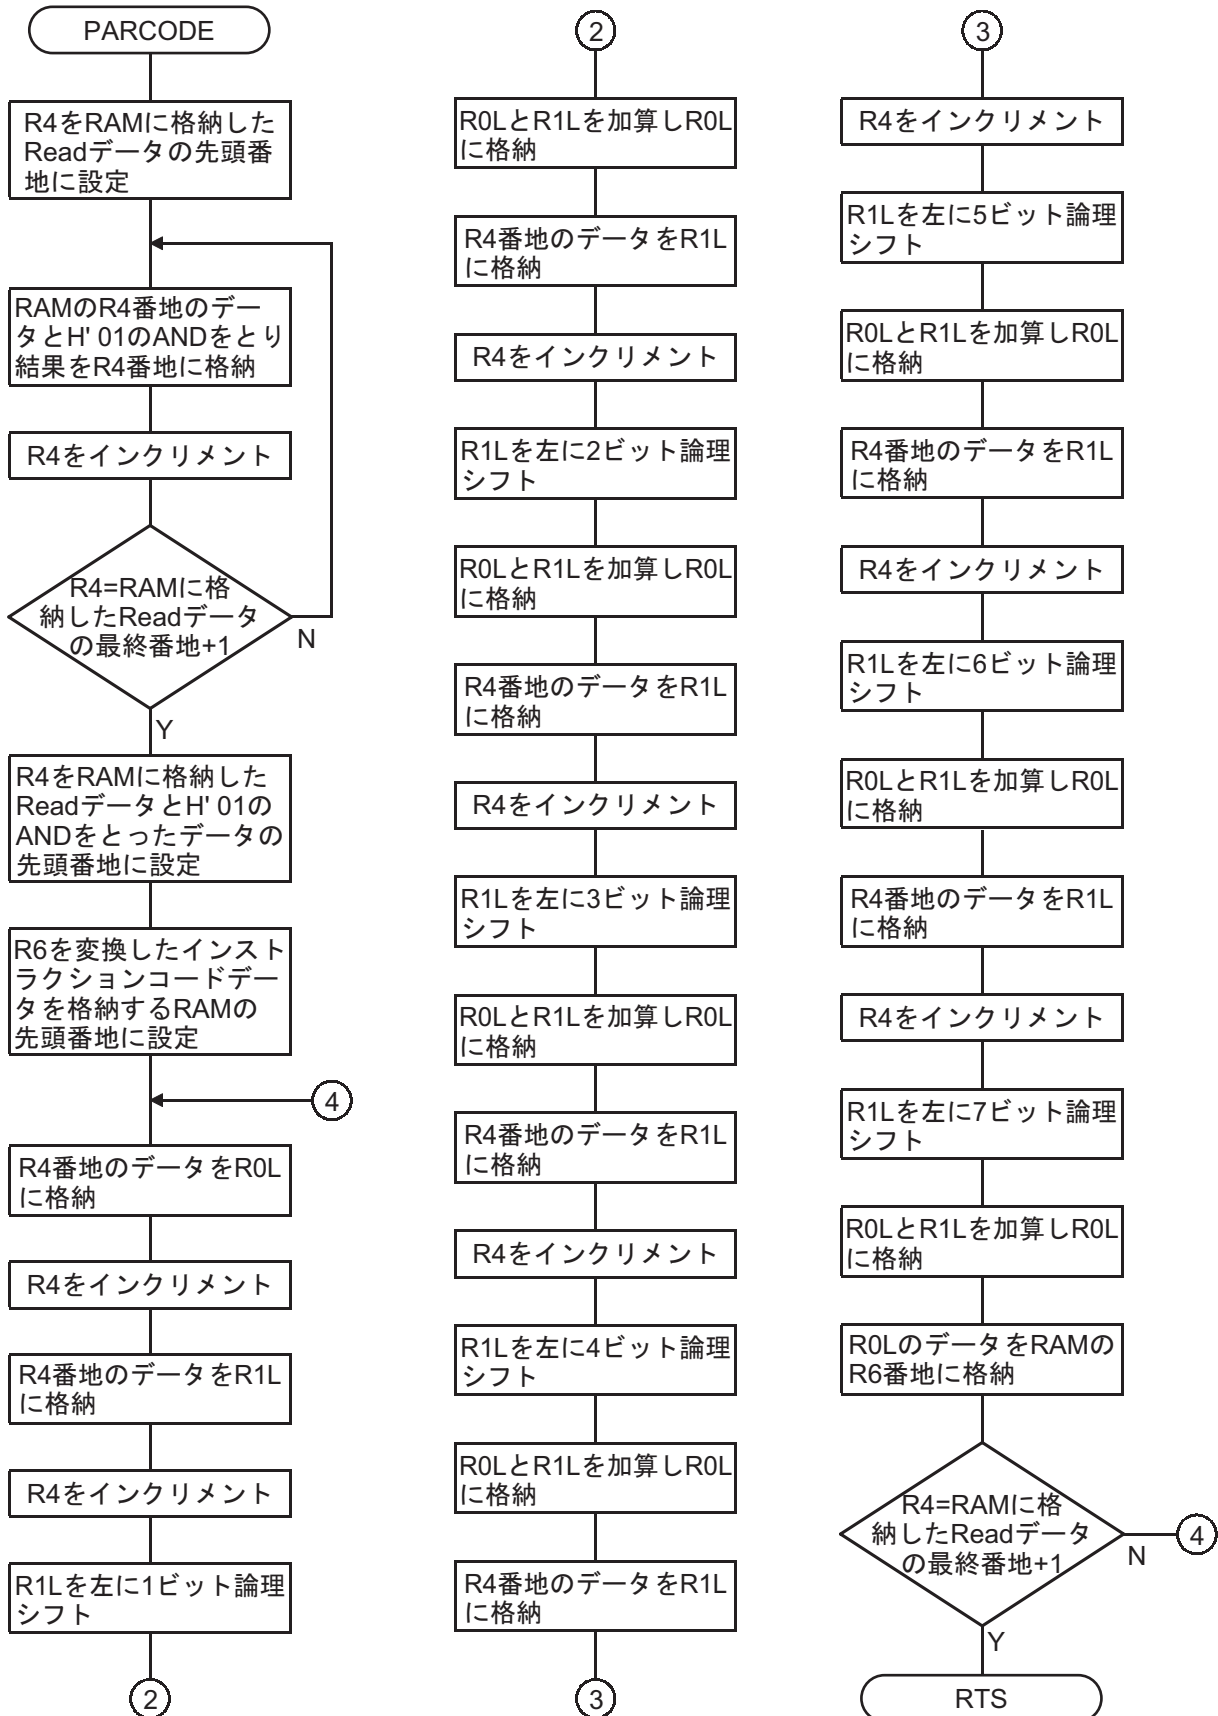 PARCODE
R4をRAMに格納した
Readデータの先頭番
地に設定
RAMのR4番地のデー
タとH' 01のANDをとり
結果をR4番地に格納
R4をインクリメント
R4=RAMに格
納したReadデータ
の最終番地+1
N
Y
R4をRAMに格納した
ReadデータとH' 01の
ANDをとったデータの
先頭番地に設定
R6を変換したインスト
ラクションコードデー
タを格納するRAMの
先頭番地に設定
4
R4番地のデータをR0L
に格納
R4をインクリメント
R4番地のデータをR1L
に格納
R4をインクリメント
R1Lを左に1ビット論理
シフト
2
2
R0LとR1Lを加算しR0L
に格納
R4番地のデータをR1L
に格納
R4をインクリメント
R1Lを左に2ビット論理
シフト
R0LとR1Lを加算しR0L
に格納
R4番地のデータをR1L
に格納
R4をインクリメント
R1Lを左に3ビット論理
シフト
R0LとR1Lを加算しR0L
に格納
R4番地のデータをR1L
に格納
R4をインクリメント
R1Lを左に4ビット論理
シフト
R0LとR1Lを加算しR0L
に格納
R4番地のデータをR1L
に格納
3
3
R4をインクリメント
R1Lを左に5ビット論理
シフト
R0LとR1Lを加算しR0L
に格納
R4番地のデータをR1L
に格納
R4をインクリメント
R1Lを左に6ビット論理
シフト
R0LとR1Lを加算しR0L
に格納
R4番地のデータをR1L
に格納
R4をインクリメント
R1Lを左に7ビット論理
シフト
R0LとR1Lを加算しR0L
に格納
R0LのデータをRAMの
R6番地に格納
R4=RAMに格
納したReadデータ
の最終番地+1
N
4
Y
RTS